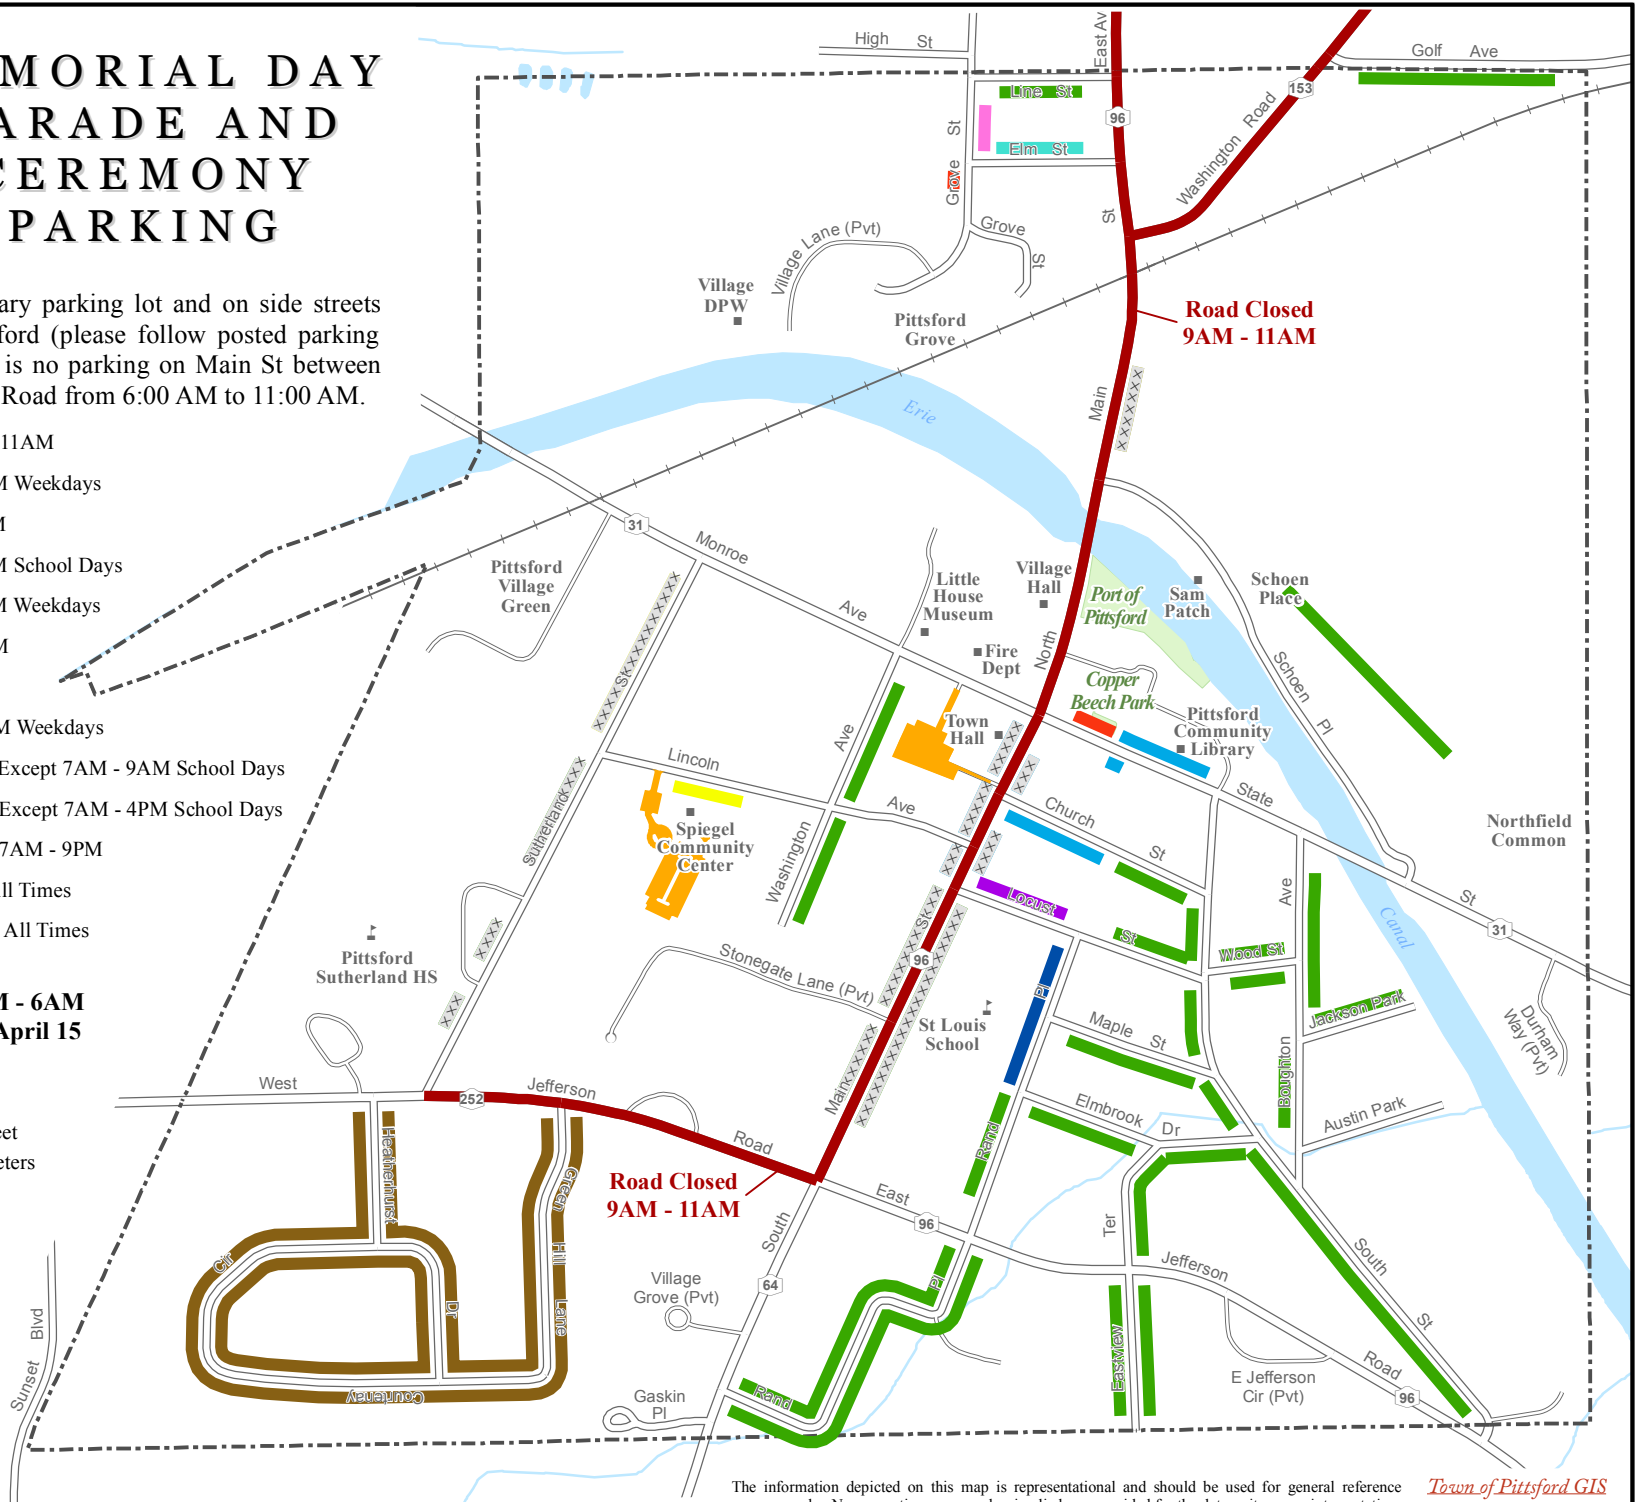 MORIAL DAY
ARADE AND
CEREMONY
PARKING
ary parking lot and on side streets
ford (please follow posted parking
is no parking on Main St between
Road from 6:00 AM to 11:00 AM.
11AM
M Weekdays
M
M School Days
M Weekdays
M
M Weekdays
Except 7AM - 9AM School Days
Except 7AM - 4PM School Days
7AM - 9PM
ll Times
All Times
M - 6AM
April 15
eet
eters
High St
East Av
Golf Ave
153
Line St
96
Grove St
Elm St
Washington Road
St
Village Lane (Pvt)
Grove St
Village
DPW
Pittsford
Grove
Road Closed
9AM - 11AM
Erie
Main
31
Monroe
Ave
Pittsford
Village
Green
Little
House
Museum
Village
Hall
Port of
Pittsford
Sam
Patch
Schoen
Place
Fire
Dept
North
St
Schoen Pl
Copper
Beech Park
Pittsford
Community
Library
Town
Hall
Ave
Lincoln
Ave
Church
St
State
St
31
Northfield
Common
Sutherland
Spiegel
Community
Center
Washington
Locust
St
St
Wood St
Ave
Canal
Pittsford
Sutherland HS
Stonegate Lane (Pvt)
96
Pl
St Louis
School
Maple St
Jackson Park
Durham
Way (Pvt)
Boughton
West
252
Jefferson
Road
Main
Elmbrook Dr
Austin Park
Rand
Heatherhurst
Dr
Green Hill Lane
Road Closed
9AM - 11AM
East
96
South
64
Ter
Jefferson
South
St
Cir
Village
Grove (Pvt)
Pl
Eastview
Sunset Blvd
Courtenay
Gaskin
Pl
Rand
E Jefferson
Cir (Pvt)
Road
96
The information depicted on this map is representational and should be used for general reference
Town of Pittsford GIS